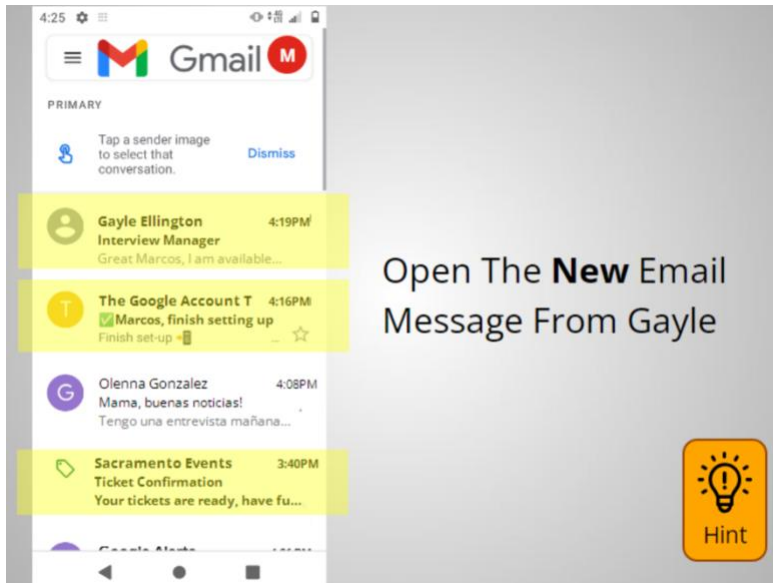 4:25
Gmail M
PRIMARY
Tap a sender image
to select that
conversation.
Dismiss
Gayle Ellington 4:19PM
Interview Manager
Great Marcos, I am available...
T
The Google Account T 4:16PM
✅Marcos, finish setting up
Finish set-up
G
Olenna Gonzalez 4:08PM
Mama, buenas noticias!
Tengo una entrevista mañana...
Sacramento Events 3:40PM
Ticket Confirmation
Your tickets are ready, have fu...
Google Alerts
Open The New Email
Message From Gayle
Hint